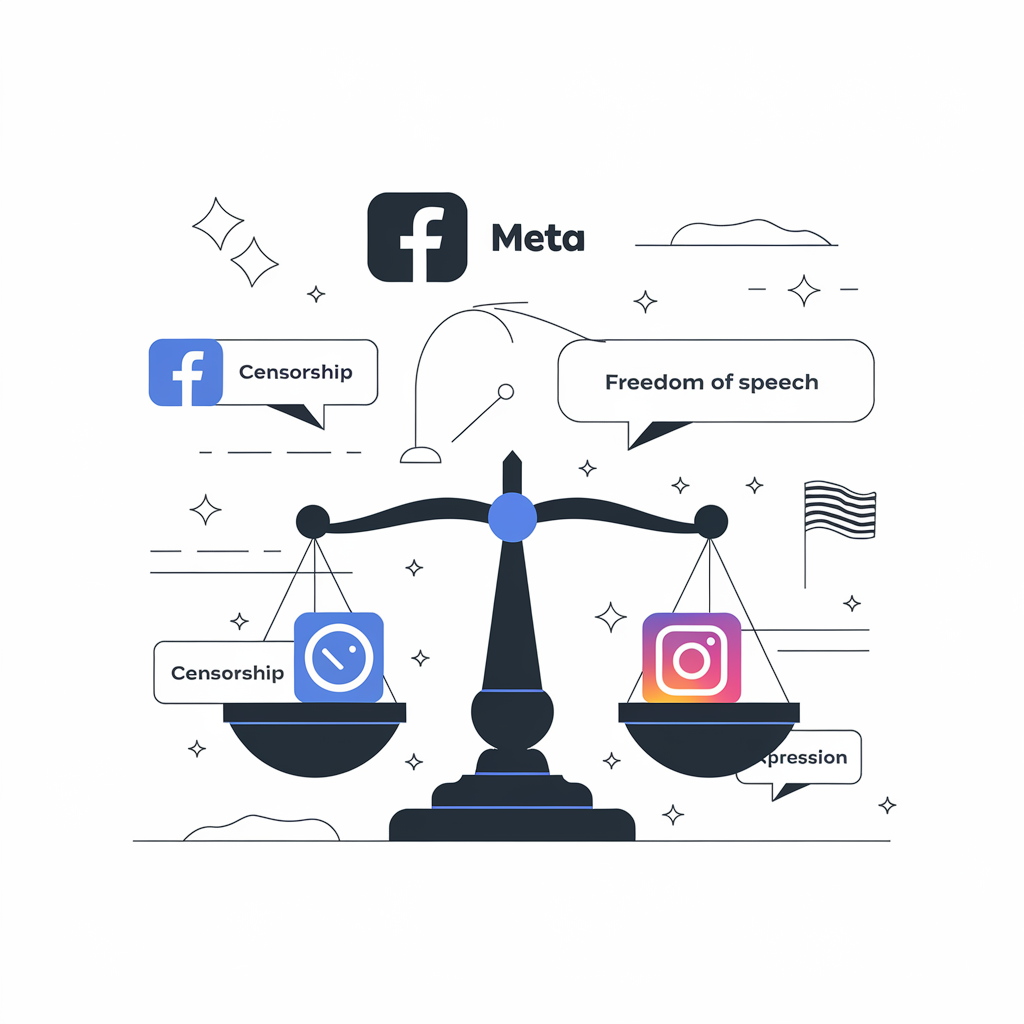 Meta
Censorship
Freedom of speech
Censorship
xpression